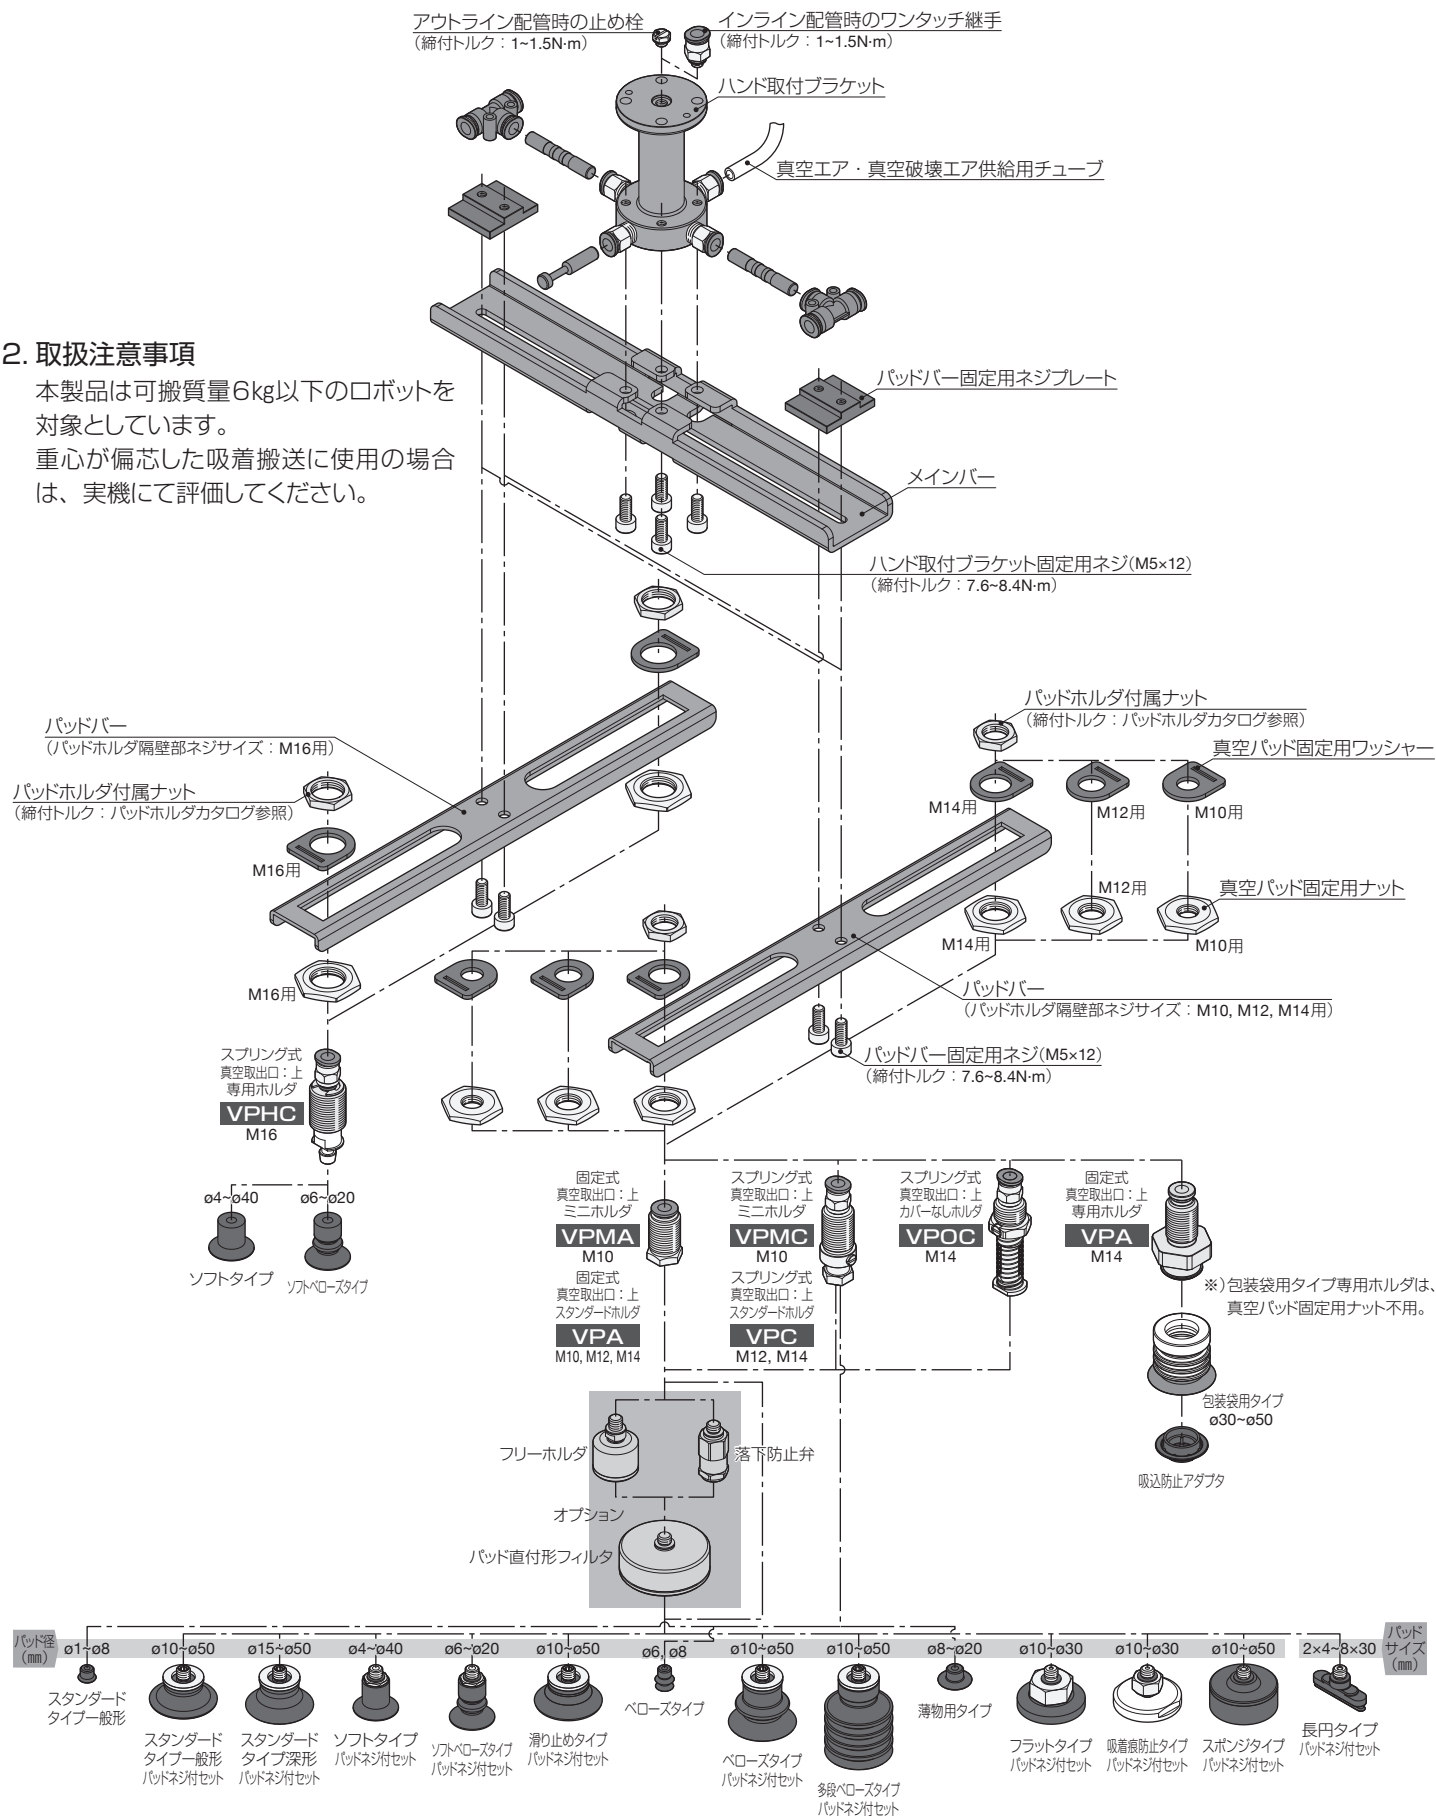 アウトライン配管時の止め栓
(締付トルク：1~1.5N·m)
インライン配管時のワンタッチ継手
(締付トルク：1~1.5N·m)
ハンド取付ブラケット
真空エア・真空破壊エア供給用チューブ
2. 取扱注意事項
本製品は可搬質量6kg以下のロボットを
対象としています。
重心が偏芯した吸着搬送に使用の場合
は、実機にて評価してください。
パッドバー固定用ネジプレート
メインバー
ハンド取付ブラケット固定用ネジ(M5×12)
(締付トルク：7.6~8.4N·m)
パッドバー
(パッドホルダ隔壁部ネジサイズ：M16用)
パッドホルダ付属ナット
(締付トルク：パッドホルダカタログ参照)
M16用
M16用
パッドホルダ付属ナット
(締付トルク：パッドホルダカタログ参照)
真空パッド固定用ワッシャー
M14用
M12用
M10用
M12用
真空パッド固定用ナット
M14用
M10用
パッドバー
(パッドホルダ隔壁部ネジサイズ：M10, M12, M14用)
パッドバー固定用ネジ(M5×12)
(締付トルク：7.6~8.4N·m)
スプリング式
真空取出口：上
専用ホルダ
VPHC
M16
ø4~ø40
ø6~ø20
ソフトタイプ
ソフトベローズタイプ
固定式
真空取出口：上
ミニホルダ
VPMA
M10
固定式
真空取出口：上
スタンダードホルダ
VPA
M10, M12, M14
スプリング式
真空取出口：上
ミニホルダ
VPMC
M10
スプリング式
真空取出口：上
スタンダードホルダ
VPC
M12, M14
スプリング式
真空取出口：上
カバーなしホルダ
VPOC
M14
固定式
真空取出口：上
専用ホルダ
VPA
M14
※)包装袋用タイプ専用ホルダは、
真空パッド固定用ナット不用。
包装袋用タイプ
ø30~ø50
吸込防止アダプタ
フリーホルダ
落下防止弁
オプション
パッド直付形フィルタ
パッド径
(㎜)
ø1~ø8
ø10~ø50
ø15~ø50
ø4~ø40
ø6~ø20
ø10~ø50
ø6, ø8
ø10~ø50
ø10~ø50
ø8~ø20
ø10~ø30
ø10~ø30
ø10~ø50
2×4~8×30
パッド
サイズ
(㎜)
スタンダード
タイプ一般形
スタンダード
タイプ一般形
パッドネジ付セット
スタンダード
タイプ深形
パッドネジ付セット
ソフトタイプ
パッドネジ付セット
ソフトベローズタイプ
パッドネジ付セット
滑り止めタイプ
パッドネジ付セット
ベローズタイプ
ベローズタイプ
パッドネジ付セット
多段ベローズタイプ
パッドネジ付セット
薄物用タイプ
フラットタイプ
パッドネジ付セット
吸着痕防止タイプ
パッドネジ付セット
スポンジタイプ
パッドネジ付セット
長円タイプ
パッドネジ付セット